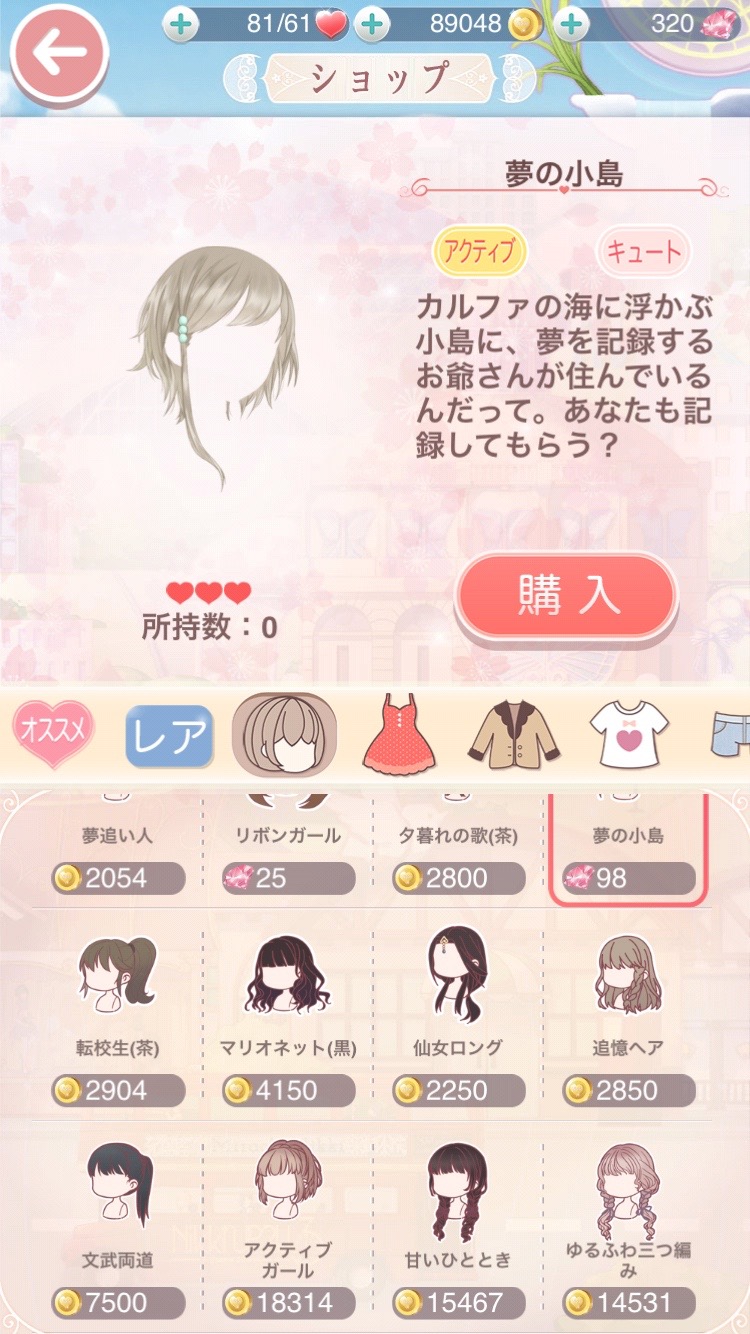 81/61
89048
320
ショップ
夢の小島
アクティブ
キュート
カルファの海に浮かぶ
小島に、夢を記録する
お爺さんが住んでいる
んだって。あなたも記
録してもらう？
所持数：0
購入
オススメ
レア
夢追い人
リボンガール
夕暮れの歌(茶)
夢の小島
2054
25
2800
98
転校生(茶)
マリオネット(黒)
仙女ロング
追憶ヘア
2904
4150
2250
2850
文武両道
アクティブ
ガール
甘いひととき
ゆるふわ三つ編
み
7500
18314
15467
14531